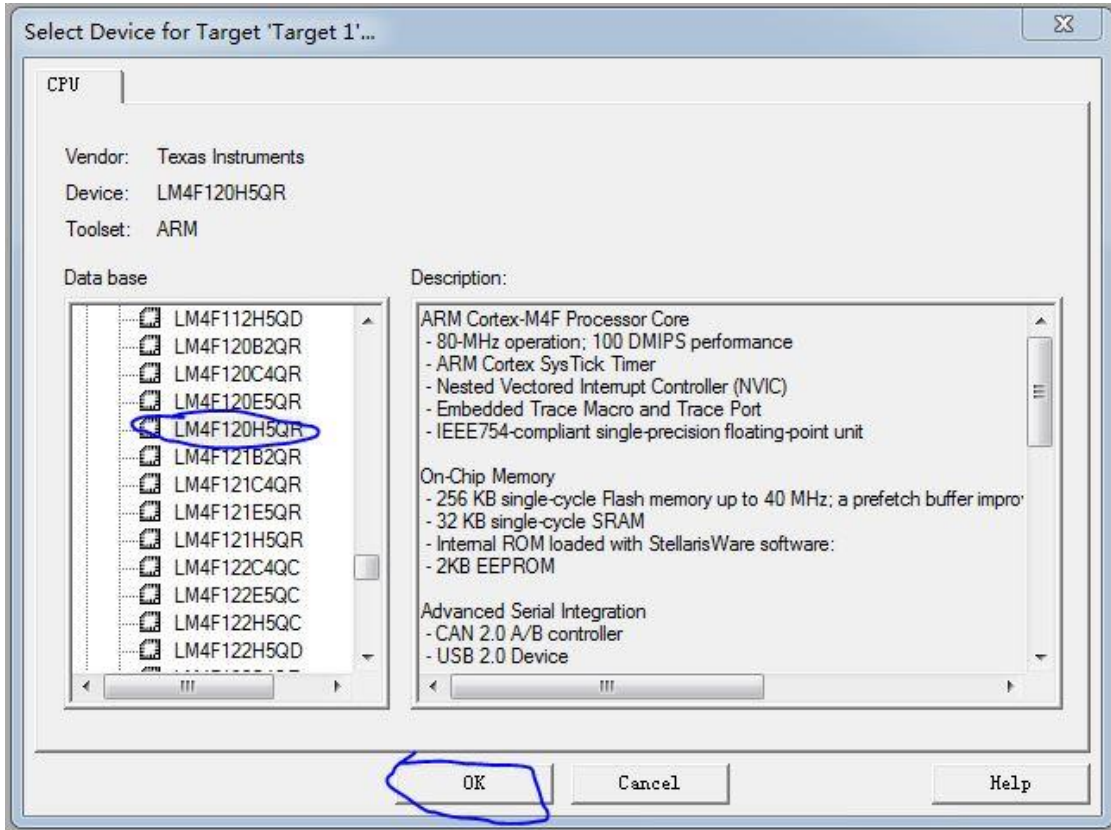 Select Device for Target 'Target 1'...
CPU
Vendor: Texas Instruments
Device: LM4F120H5QR
Toolset: ARM
Data base
LM4F112H5QD
LM4F120B2QR
LM4F120C4QR
LM4F120E5QR
LM4F120H5QR
LM4F121B2QR
LM4F121C4QR
LM4F121E5QR
LM4F121H5QR
LM4F122C4QC
LM4F122E5QC
LM4F122H5QC
LM4F122H5QD
Description:
ARM Cortex-M4F Processor Core
- 80-MHz operation; 100 DMIPS performance
- ARM Cortex SysTick Timer
- Nested Vectored Interrupt Controller (NVIC)
- Embedded Trace Macro and Trace Port
- IEEE754-compliant single-precision floating-point unit
On-Chip Memory
- 256 KB single-cycle Flash memory up to 40 MHz; a prefetch buffer improv
- 32 KB single-cycle SRAM
- Internal ROM loaded with StellarisWare software:
- 2KB EEPROM
Advanced Serial Integration
- CAN 2.0 A/B controller
- USB 2.0 Device
OK Cancel Help